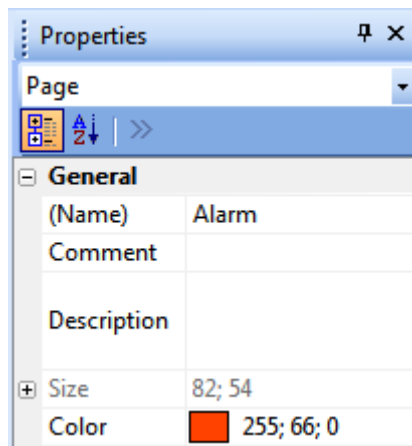 Properties
Page
A Z
General
(Name) Alarm
Comment
Description
Size 82; 54
Color 255; 66; 0